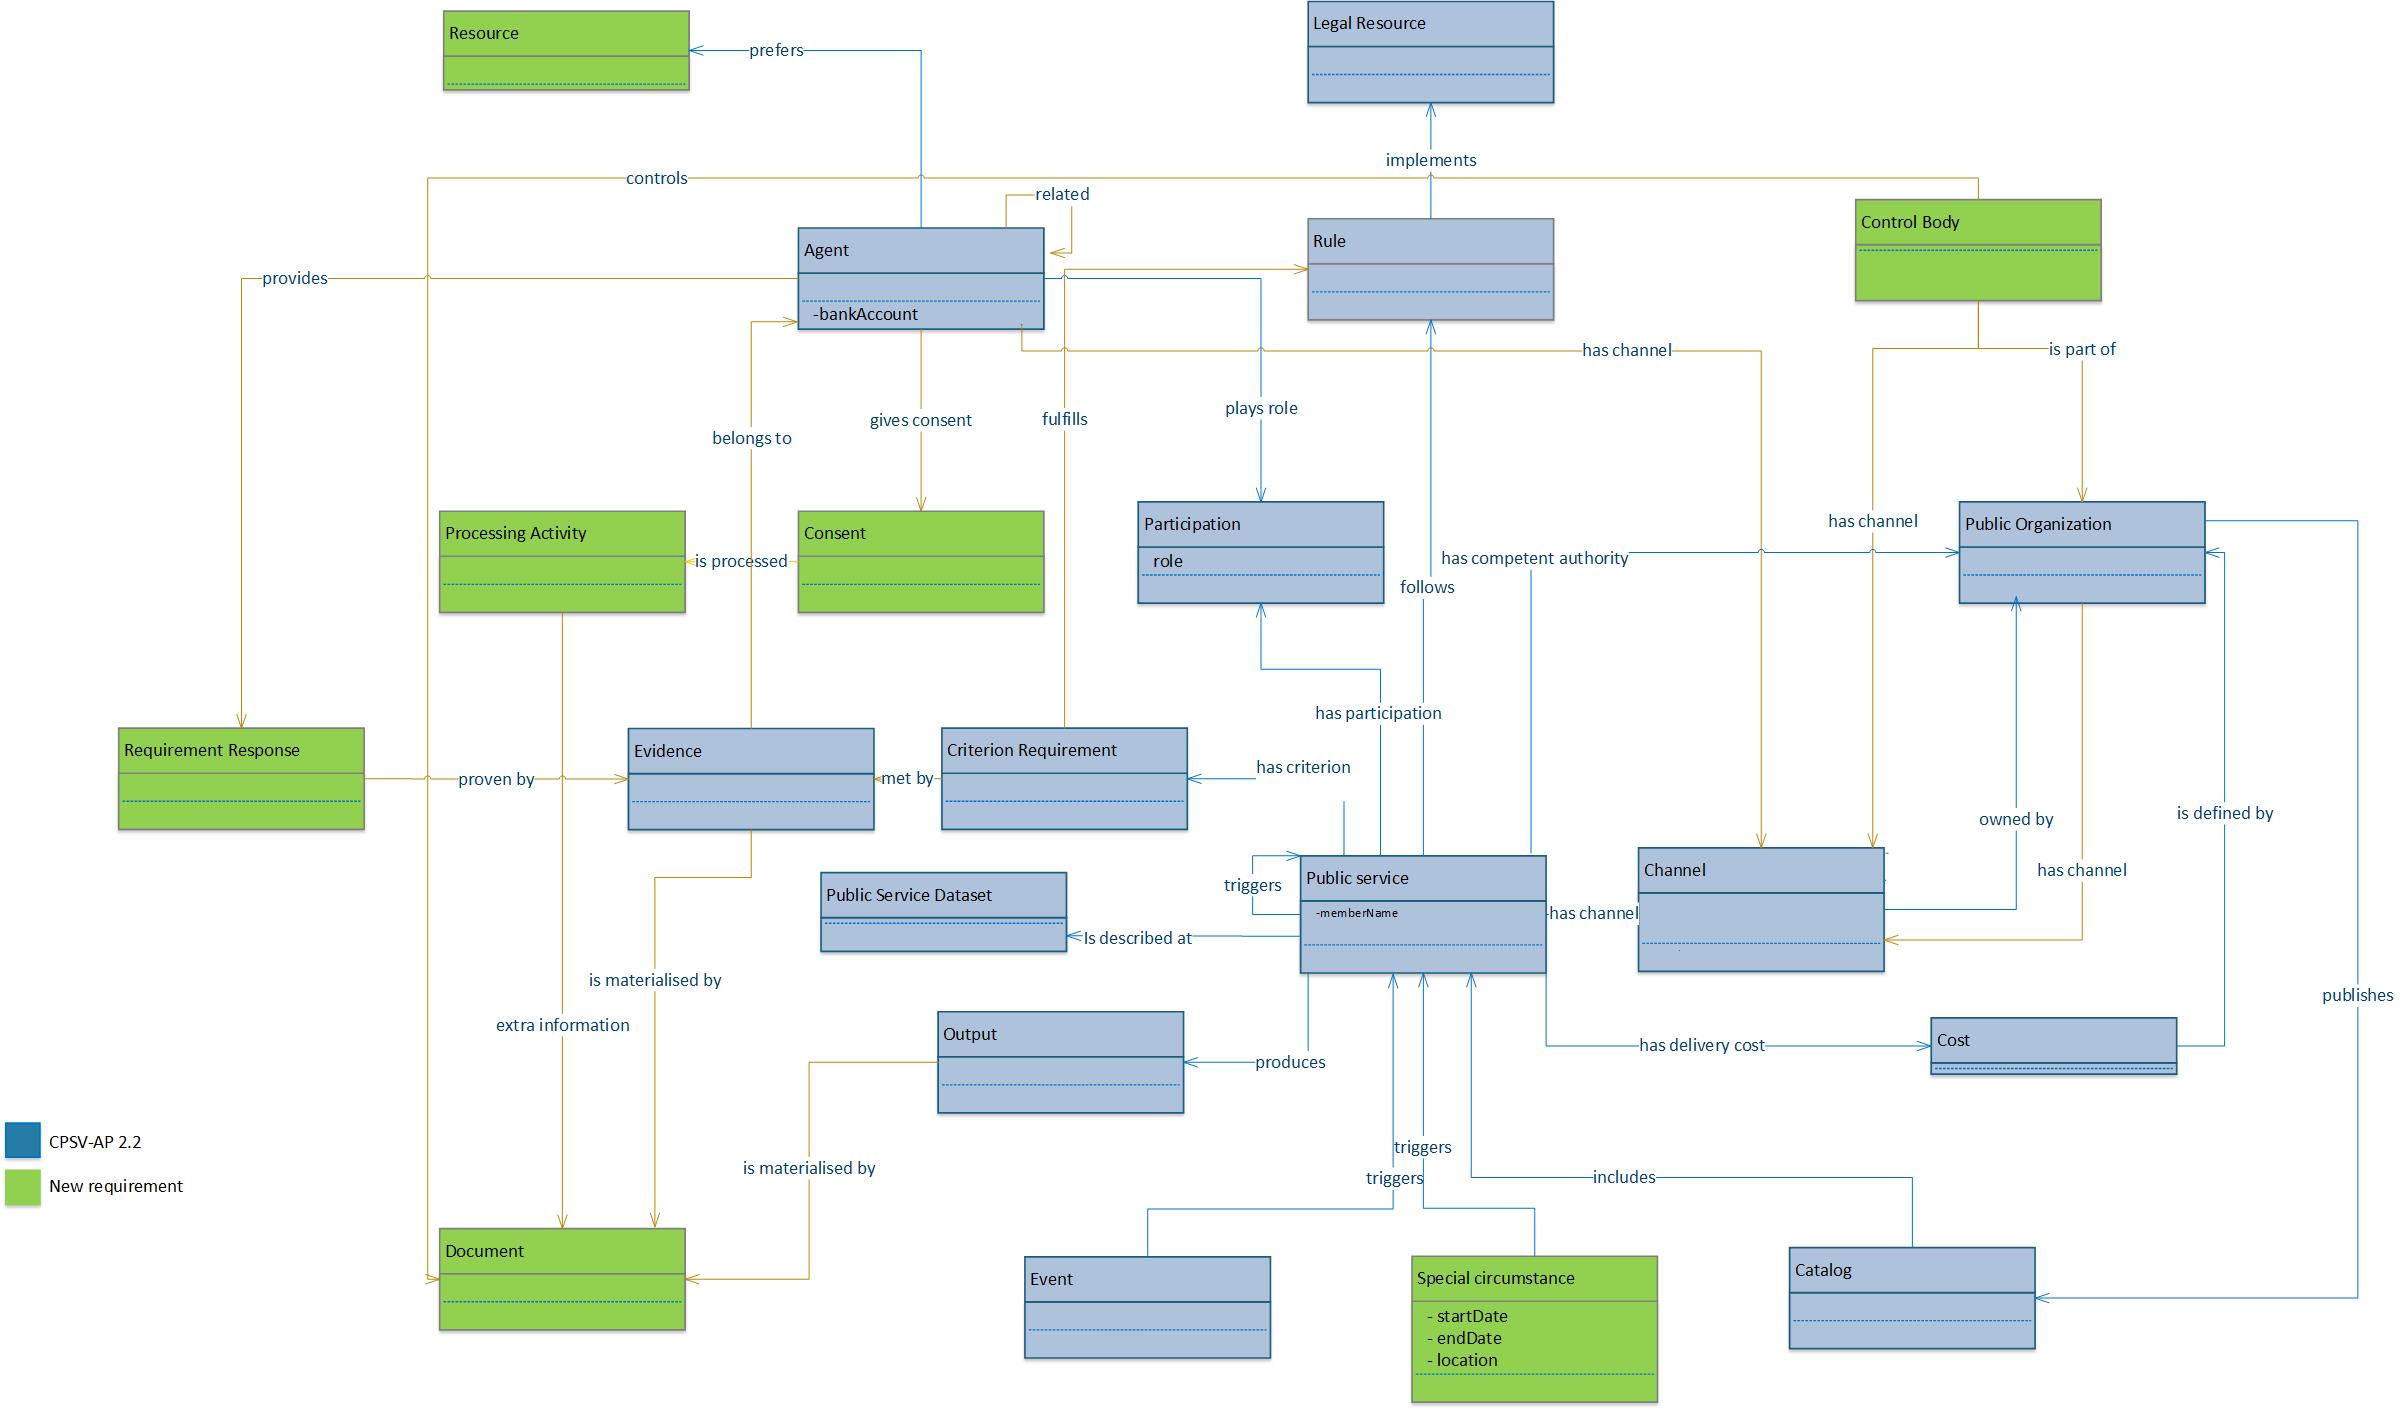 Resource
Legal Resource
prefers
implements
controls
related
Control Body
Agent
Rule
provides
-bankAccount
has channel
is part of
plays role
gives consent
fulfills
belongs to
Processing Activity
Consent
Participation
has channel
Public Organization
is processed
role
has competent authority
follows
has participation
Requirement Response
Evidence
Criterion Requirement
has criterion
proven by
met by
owned by
is defined by
triggers
Public service
Channel
has channel
Public Service Dataset
-memberName
has channel
Is described at
is materialised by
publishes
extra information
Output
produces
has delivery cost
Cost
CPSV-AP 2.2
triggers
is materialised by
triggers
includes
New requirement
Document
Event
Special circumstance
Catalog
- startDate
- endDate
- location